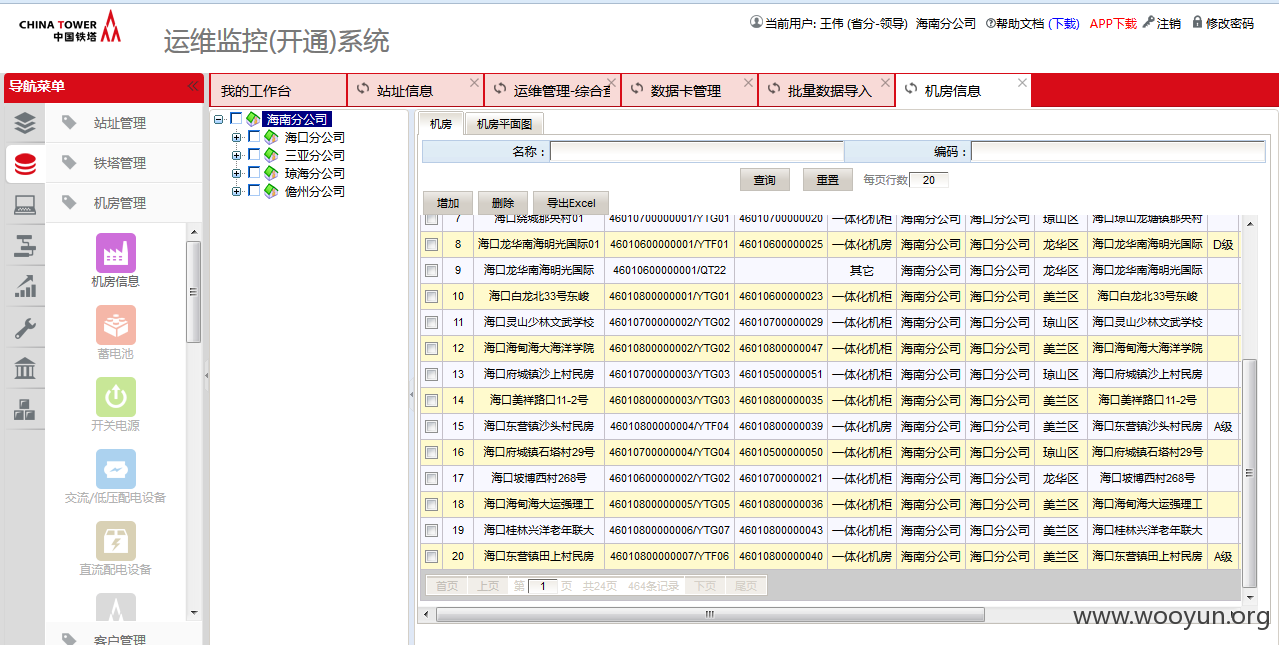 CHINA TOWER
中国铁塔
运维监控(开通)系统
当前用户: 王伟 (省分-领导) 海南分公司 帮助文档 (下载) APP下载 注销 修改密码
导航菜单
我的工作台 站址信息 运维管理-综合查 数据卡管理 批量数据导入 机房信息
站址管理
铁塔管理
机房管理
机房信息
蓄电池
开关电源
交流/低压配电设备
直流配电设备
客户管理
海南分公司
海口分公司
三亚分公司
琼海分公司
儋州分公司
机房 机房平面图
名称： 编码：
查询 重置 每页行数 20
增加 删除 导出Excel
7 海口绕城那央村01 46010700000001/YTG01 46010700000020 一体化机柜 海南分公司 海口分公司 琼山区 海口琼山龙塘镇那央村
8 海口龙华南海明光国际01 46010600000001/YTF01 46010600000025 一体化机房 海南分公司 海口分公司 龙华区 海口龙华南海明光国际 D级
9 海口龙华南海明光国际 46010600000001/QT22 其它 海南分公司 海口分公司 龙华区 海口龙华南海明光国际
10 海口白龙北33号东峻 46010800000001/YTG01 46010600000023 一体化机柜 海南分公司 海口分公司 美兰区 海口白龙北33号东峻
11 海口灵山少林文武学校 46010700000002/YTG02 46010700000029 一体化机柜 海南分公司 海口分公司 琼山区 海口灵山少林文武学校
12 海口海甸海大海洋学院 46010800000002/YTG02 46010800000047 一体化机柜 海南分公司 海口分公司 美兰区 海口海甸海大海洋学院
13 海口府城镇沙上村民房 46010700000003/YTG03 46010500000051 一体化机柜 海南分公司 海口分公司 琼山区 海口府城镇沙上村民房
14 海口美祥路口11-2号 46010800000003/YTG03 46010800000035 一体化机柜 海南分公司 海口分公司 美兰区 海口美祥路口11-2号
15 海口东营镇沙头村民房 46010800000004/YTF04 46010800000039 一体化机柜 海南分公司 海口分公司 美兰区 海口东营镇沙头村民房 A级
16 海口府城镇石塔村29号 46010700000004/YTG04 46010500000050 一体化机柜 海南分公司 海口分公司 琼山区 海口府城镇石塔村29号
17 海口坡博西村268号 46010600000002/YTG02 46010700000021 一体化机柜 海南分公司 海口分公司 龙华区 海口坡博西村268号
18 海口海甸海大运强理工 46010800000005/YTG05 46010800000036 一体化机柜 海南分公司 海口分公司 美兰区 海口海甸海大运强理工
19 海口桂林兴洋老年联大 46010800000006/YTG07 46010800000043 一体化机柜 海南分公司 海口分公司 美兰区 海口桂林兴洋老年联大
20 海口东营镇田上村民房 46010800000007/YTF06 46010800000040 一体化机房 海南分公司 海口分公司 美兰区 海口东营镇田上村民房 A级
首页 上页 第 1 页 共24页 464条记录 下页 尾页
www.wooyun.org